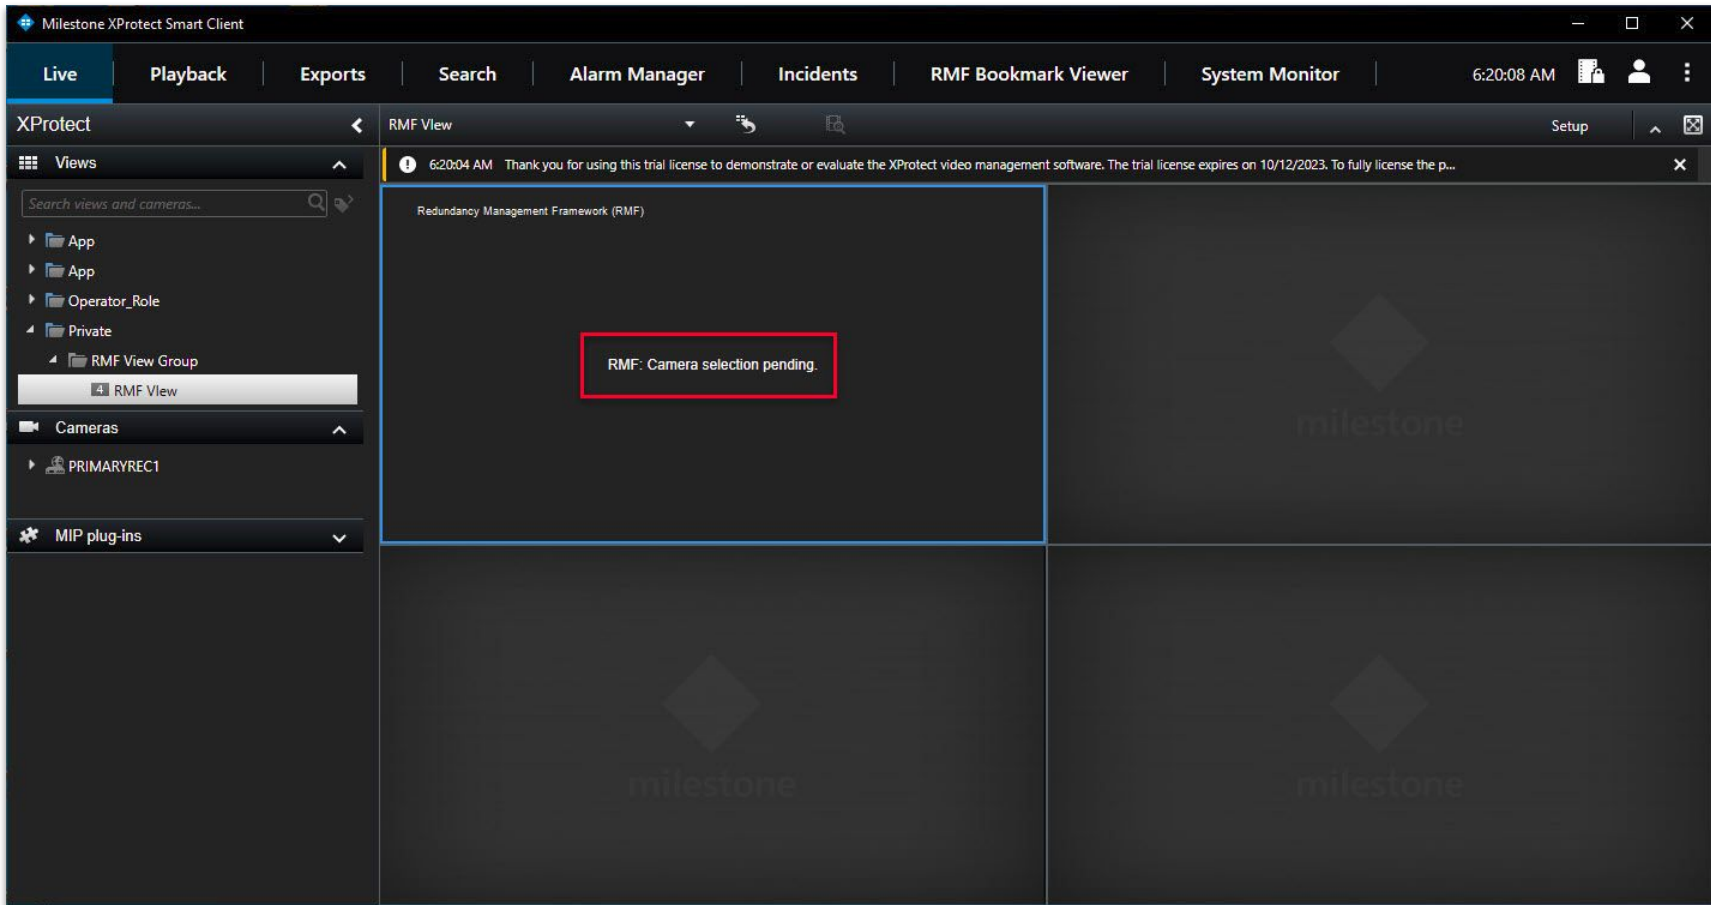 Milestone XProtect Smart Client
Live
Playback
Exports
Search
Alarm Manager
Incidents
RMF Bookmark Viewer
System Monitor
6:20:08 AM
XProtect
RMF VIew
Setup
Views
6:20:04 AM Thank you for using this trial license to demonstrate or evaluate the XProtect video management software. The trial license expires on 10/12/2023. To fully license the p...
Search views and cameras...
App
App
Operator_Role
Private
RMF View Group
4 RMF VIew
Cameras
PRIMARYREC1
MIP plug-ins
Redundancy Management Framework (RMF)
RMF: Camera selection pending.
milestone
milestone
milestone